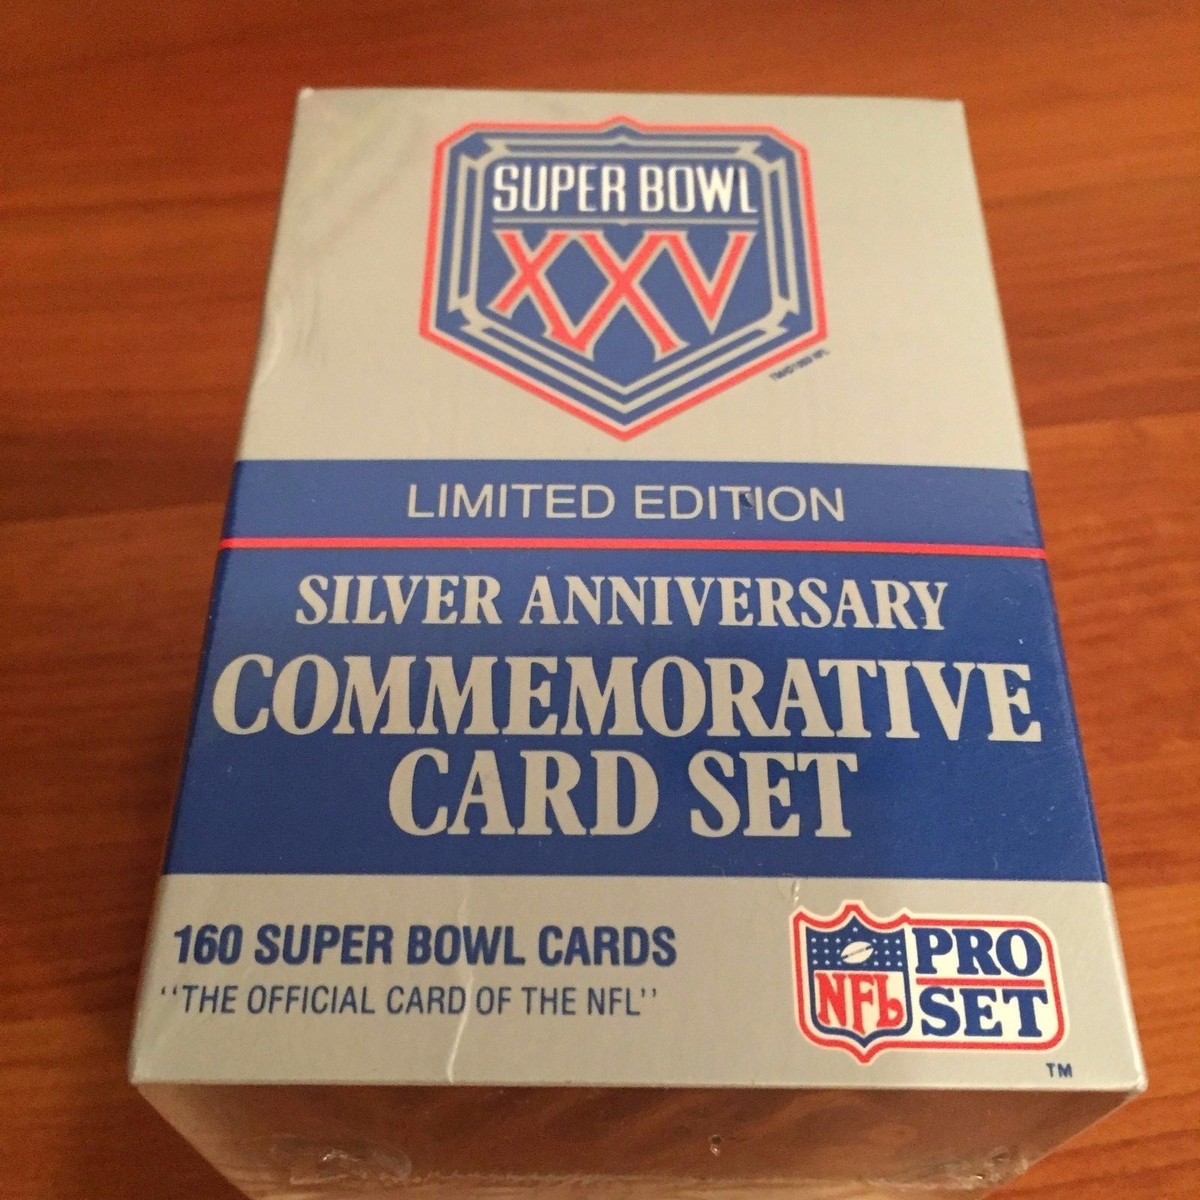 SUPER BOWL
XXV
LIMITED EDITION
SILVER ANNIVERSARY
COMMEMORATIVE
CARD SET
160 SUPER BOWL CARDS
"THE OFFICIAL CARD OF THE NFL"
NFL
PRO
SET
TM